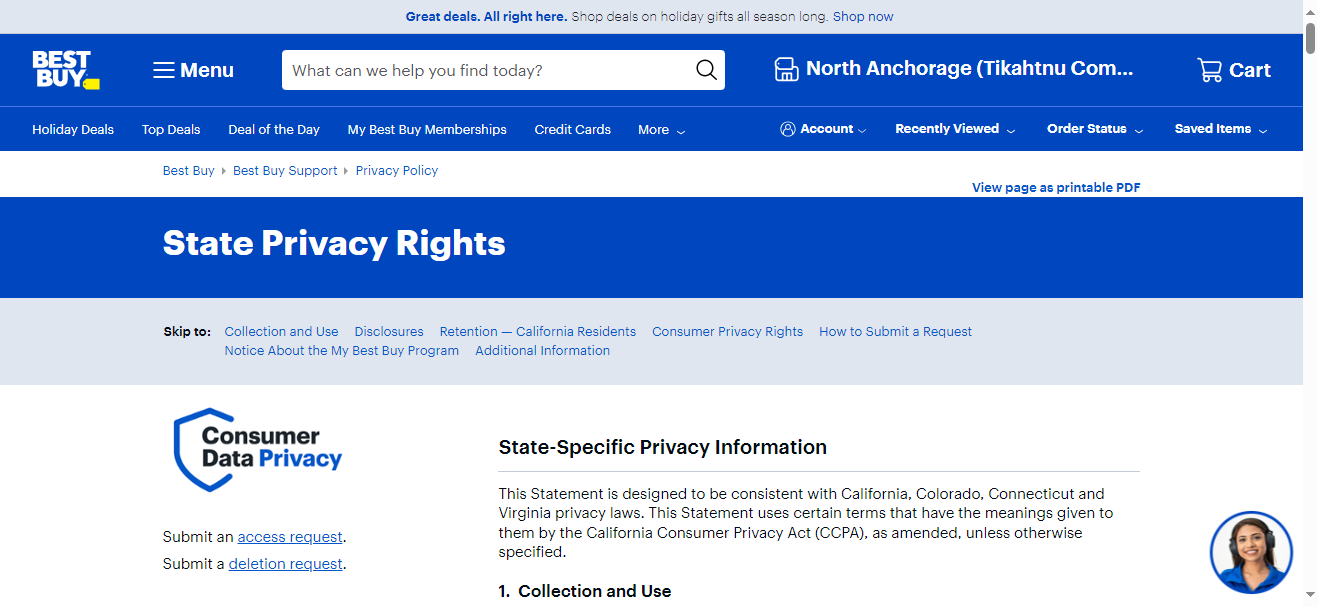 Great deals. All right here. Shop deals on holiday gifts all season long. Shop now
BEST BUY
Menu
What can we help you find today?
North Anchorage (Tikahtnu Com...
Cart
Holiday Deals
Top Deals
Deal of the Day
My Best Buy Memberships
Credit Cards
More
Account
Recently Viewed
Order Status
Saved Items
Best Buy
Best Buy Support
Privacy Policy
View page as printable PDF
State Privacy Rights
Skip to: Collection and Use Disclosures Retention — California Residents Consumer Privacy Rights How to Submit a Request
Notice About the My Best Buy Program Additional Information
Consumer
Data Privacy
Submit an access request.
Submit a deletion request.
State-Specific Privacy Information
This Statement is designed to be consistent with California, Colorado, Connecticut and
Virginia privacy laws. This Statement uses certain terms that have the meanings given to
them by the California Consumer Privacy Act (CCPA), as amended, unless otherwise
specified.
1. Collection and Use